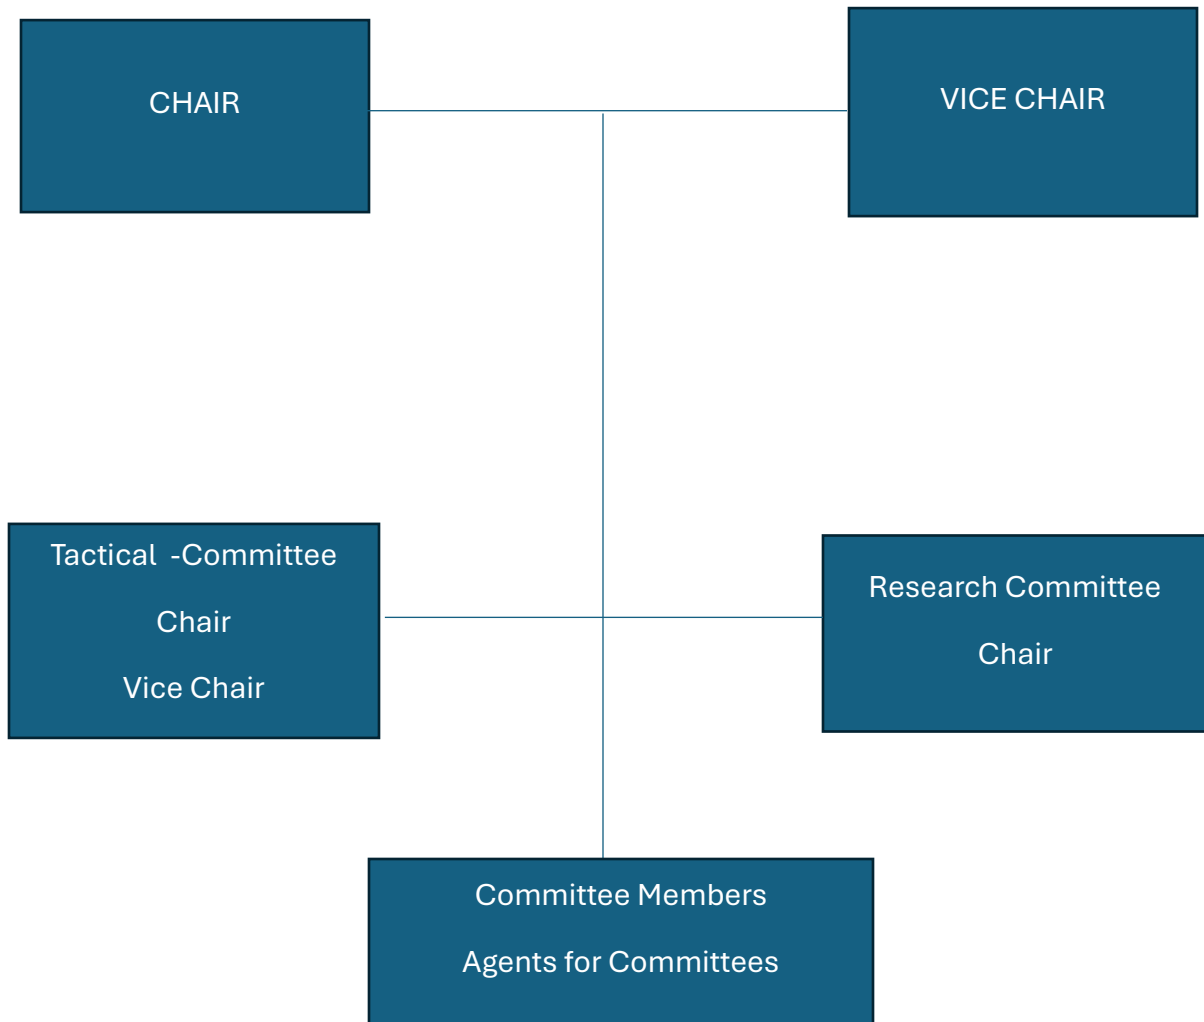 CHAIR
VICE CHAIR
Tactical -Committee
Chair
Vice Chair
Research Committee
Chair
Committee Members
Agents for Committees